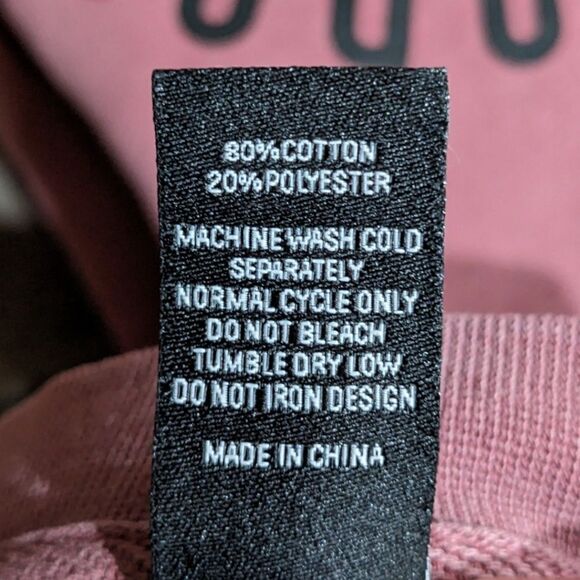 80% COTTON
20% POLYESTER
MACHINE WASH COLD
SEPARATELY
NORMAL CYCLE ONLY
DO NOT BLEACH
TUMBLE DRY LOW
DO NOT IRON DESIGN
MADE IN CHINA